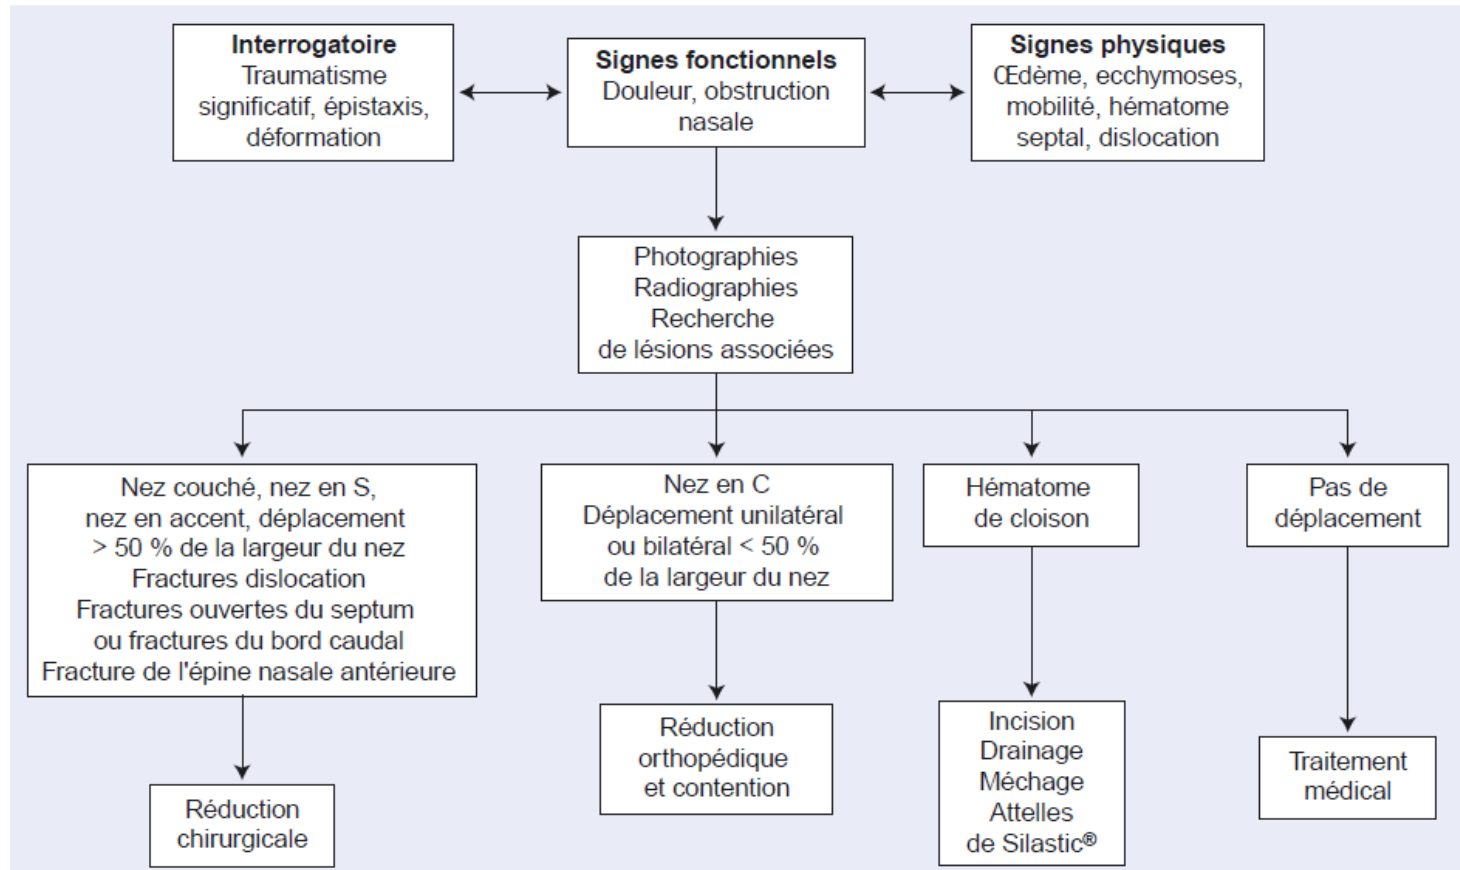 Interrogatoire
Traumatisme
significatif, épistaxis,
déformation
Signes fonctionnels
Douleur, obstruction
nasale
Signes physiques
Œdème, ecchymoses,
mobilité, hématome
septal, dislocation
Photographies
Radiographies
Recherche
de lésions associées
Nez couché, nez en S,
nez en accent, déplacement
> 50 % de la largeur du nez
Fractures dislocation
Fractures ouvertes du septum
ou fractures du bord caudal
Fracture de l'épine nasale antérieure
Nez en C
Déplacement unilatéral
ou bilatéral < 50 %
de la largeur du nez
Hématome
de cloison
Pas de
déplacement
Réduction
chirurgicale
Réduction
orthopédique
et contention
Incision
Drainage
Méchage
Attelles
de Silastic®
Traitement
médical